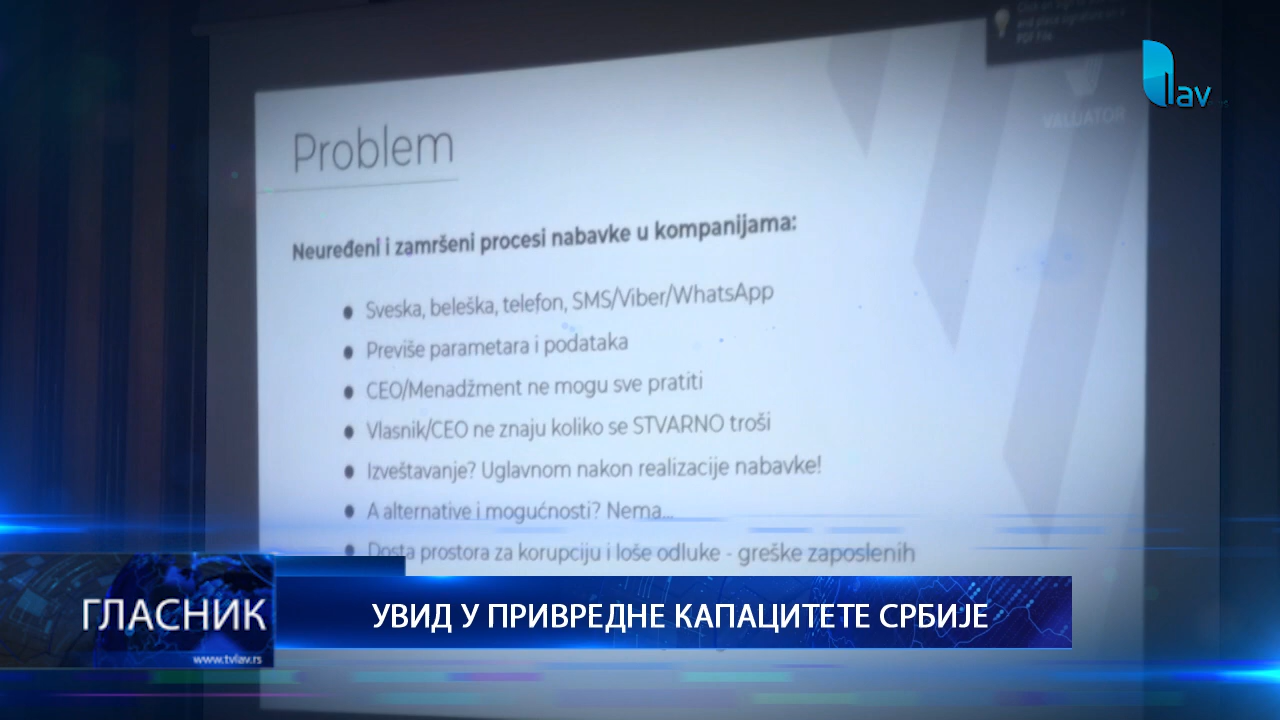 lav
VALUATOR
Problem
Neuređeni i zamršeni procesi nabavke u kompanijama:
Sveska, beleška, telefon, SMS/Viber/WhatsApp
Previše parametara i podataka
CEO/Menadžment ne mogu sve pratiti
Vlasnik/CEO ne znaju koliko se STVARNO troši
Izveštavanje? Uglavnom nakon realizacije nabavke!
A alternative i mogućnosti? Nema...
Dosta prostora za korupciju i loše odluke - greške zaposlenih
ГЛАСНИК
УВИД У ПРИВРЕДНЕ КАПАЦИТЕТЕ СРБИЈЕ
www.tvlav.rs